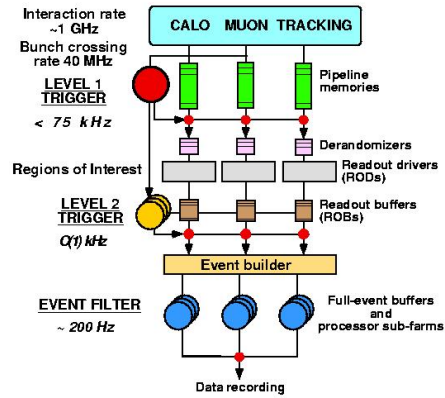 Interaction rate
~1 GHz
CALO MUON TRACKING
Bunch crossing
rate 40 MHz
LEVEL 1
TRIGGER
< 75 kHz
Pipeline
memories
Derandomizers
Regions of Interest
Readout drivers
(RODs)
LEVEL 2
TRIGGER
O(1) kHz
Readout buffers
(ROBs)
Event builder
EVENT FILTER
~ 200 Hz
Full-event buffers
and
processor sub-farms
Data recording